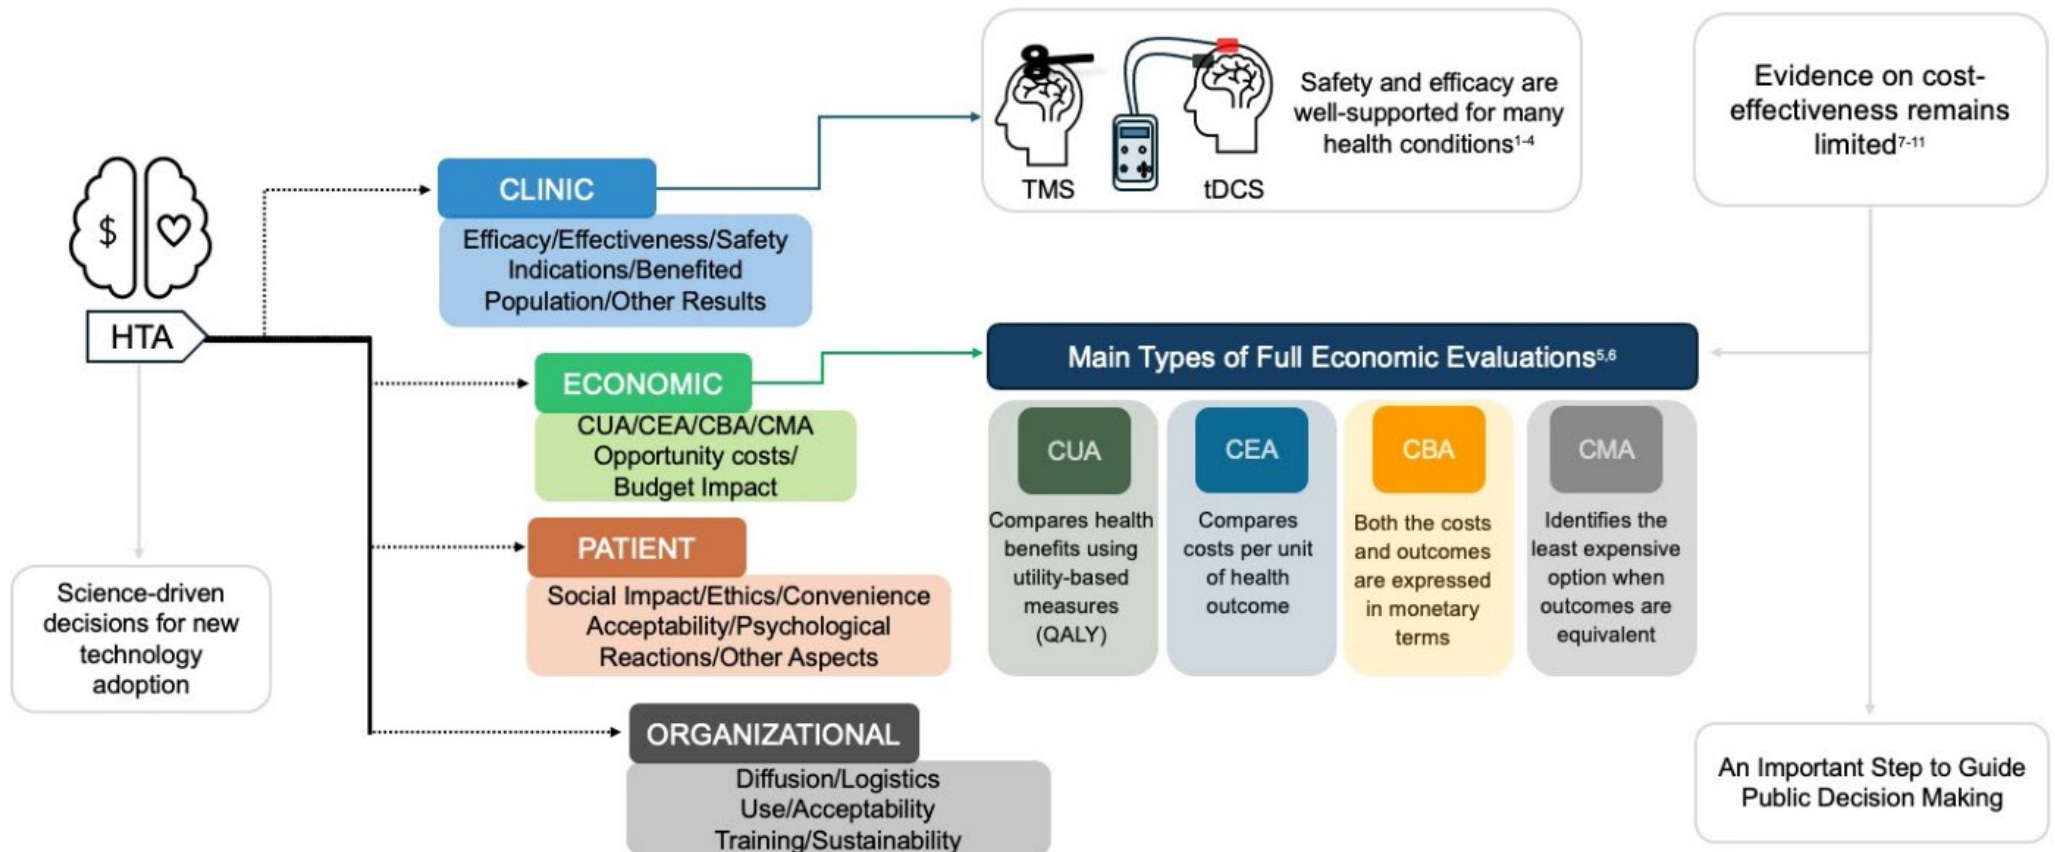 $
HTA
Science-driven
decisions for new
technology
adoption
CLINIC
Efficacy/Effectiveness/Safety
Indications/Benefited
Population/Other Results
ECONOMIC
CUA/CEA/CBA/CMA
Opportunity costs/
Budget Impact
PATIENT
Social Impact/Ethics/Convenience
Acceptability/Psychological
Reactions/Other Aspects
ORGANIZATIONAL
Diffusion/Logistics
Use/Acceptability
Training/Sustainability
TMS
tDCS
Safety and efficacy are
well-supported for many
health conditions1-4
Main Types of Full Economic Evaluations5,6
CUA
Compares health
benefits using
utility-based
measures
(QALY)
CEA
Compares
costs per unit
of health
outcome
CBA
Both the costs
and outcomes
are expressed
in monetary
terms
CMA
Identifies the
least expensive
option when
outcomes are
equivalent
Evidence on cost-
effectiveness remains
limited7-11
An Important Step to Guide
Public Decision Making